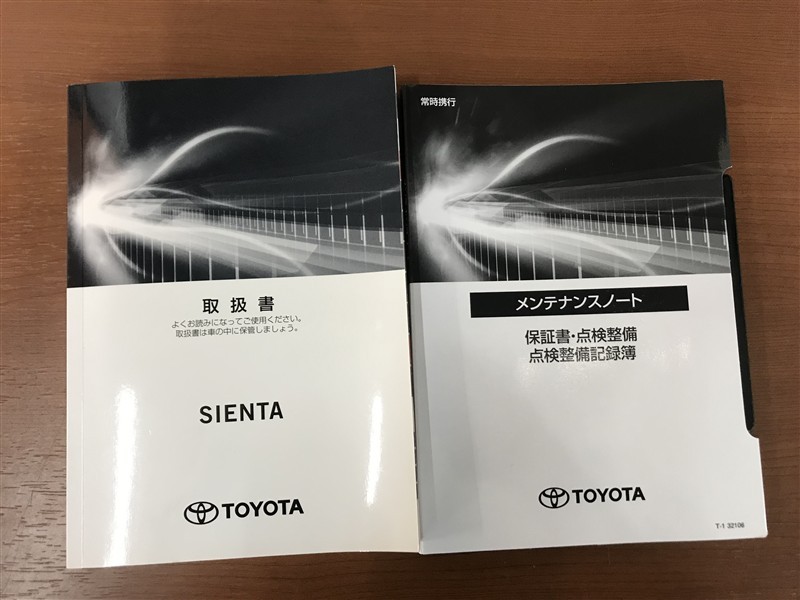 取扱書
よくお読みになってご使用ください。
取扱書は車の中に保管しましょう。
SIENTA
TOYOTA
常時携行
メンテナンスノート
保証書・点検整備
点検整備記録簿
TOYOTA
T-1 32106